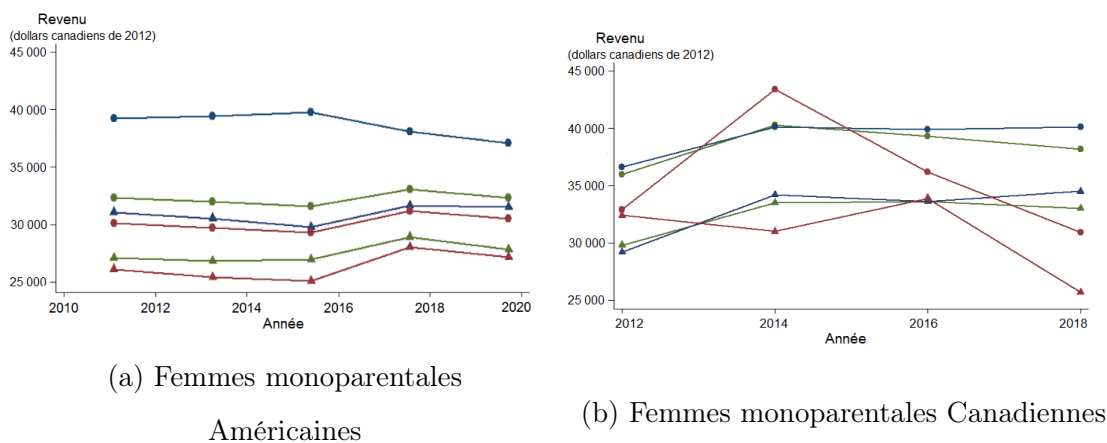 Revenu
(dollars canadiens de 2012)
45 000
40 000
35 000
30 000
25 000
2010 2012 2014 2016 2018 2020
Année
(a) Femmes monoparentales
Américaines
Revenu
(dollars canadiens de 2012)
45 000
40 000
35 000
30 000
25 000
2012 2014 2016 2018
Année
(b) Femmes monoparentales Canadiennes